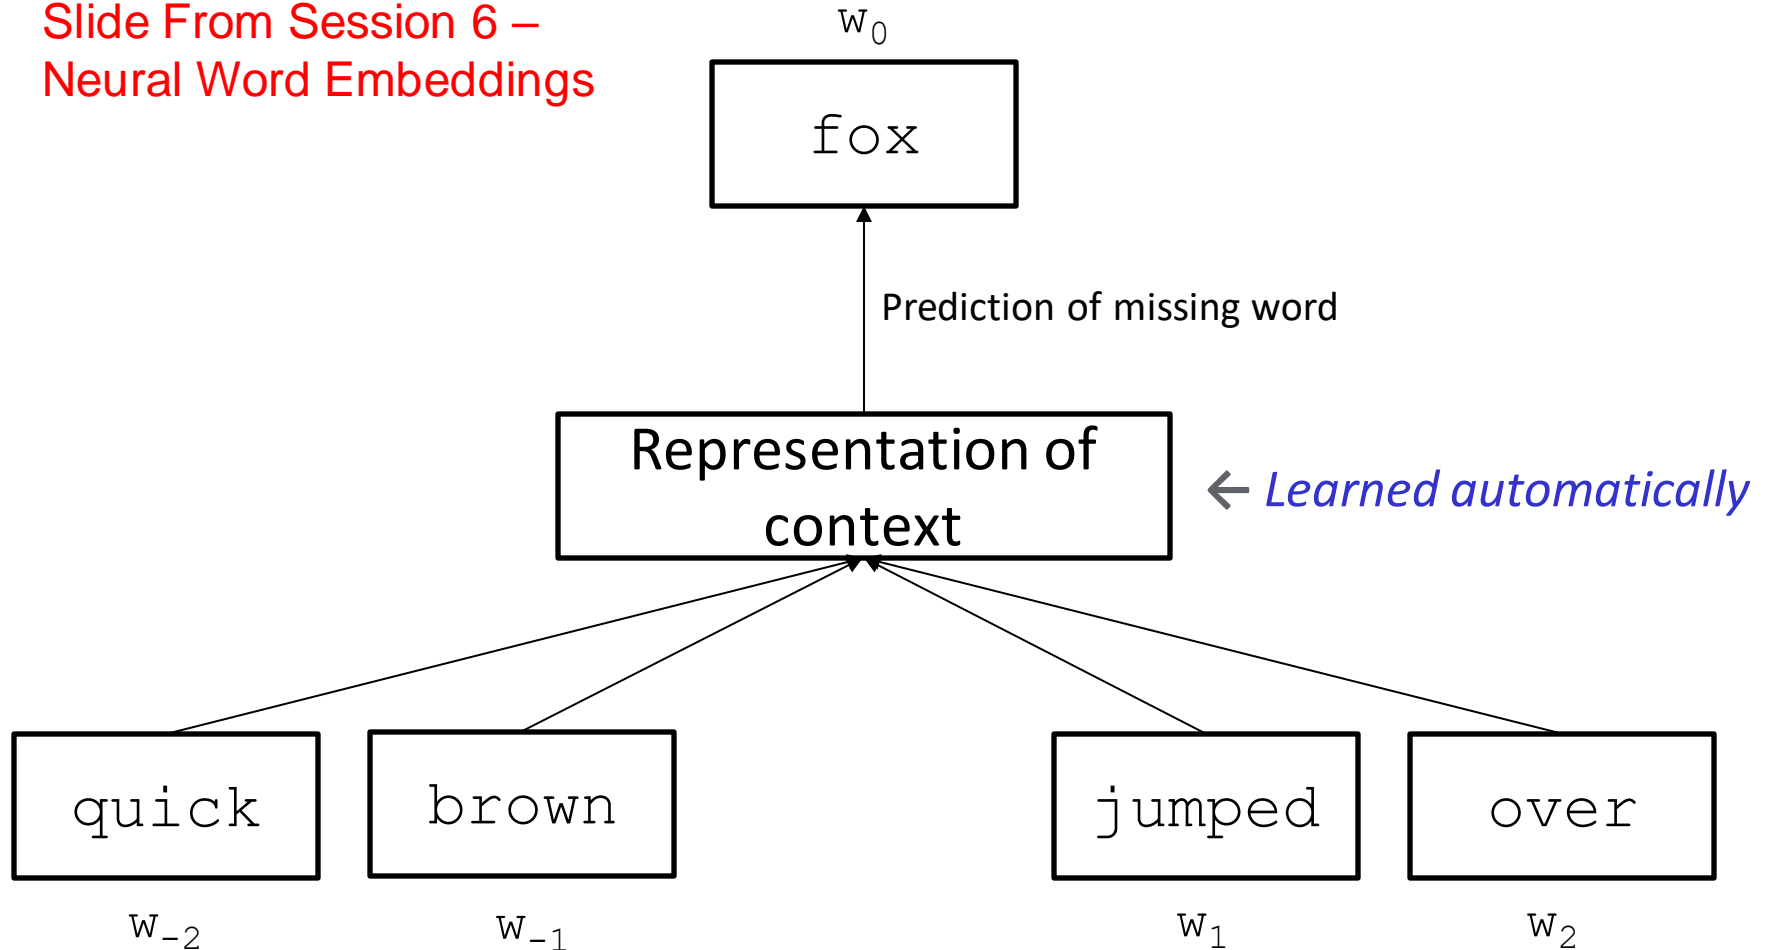 Slide From Session 6 –
Neural Word Embeddings
w₀
fox
Prediction of missing word
Representation of
context
← Learned automatically
quick
brown
jumped
over
w₋₂
w₋₁
w₁
w₂